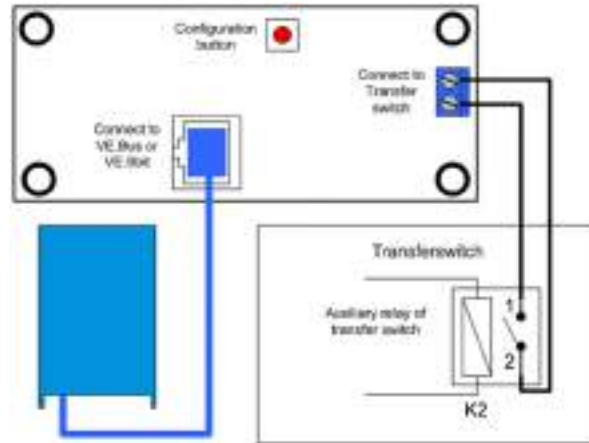 Configuration
button
Connect to
Transfer
switch
Connect to
VE.Bus or
VE.9bit
Transferswitch
Auxiliary relay of
transfer switch
1
2
K2